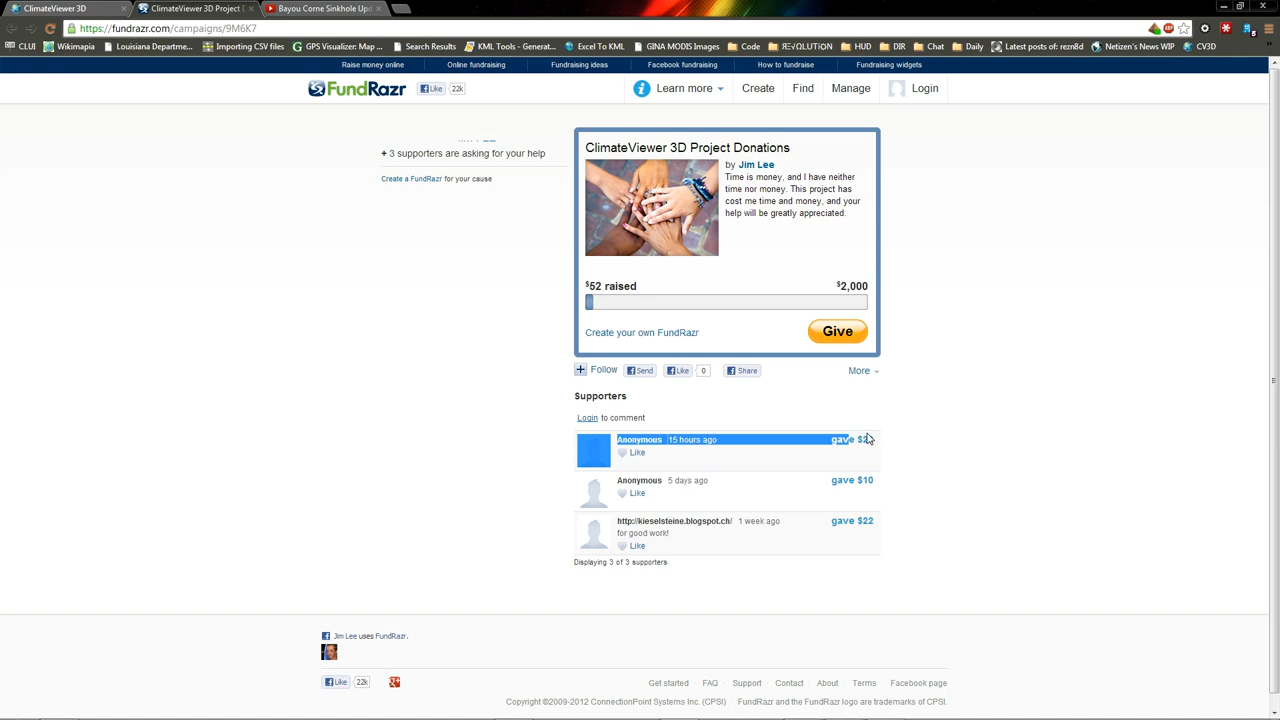 ClimateViewer 3D
ClimateViewer 3D Project D
Bayou Corne Sinkhole Up
https://fundrazr.com/campaigns/9M6K7
CLUI
Wikimapia
Louisiana Departme...
Importing CSV files
GPS Visualizer: Map ...
Search Results
KML Tools - Generat...
Excel To KML
GINA MODIS Images
Code
ЯEVOLUTION
HUD
DIR
Chat
Daily
Latest posts of: rezn8d
Netizen's News WIP
CV3D
Raise money online
Online fundraising
Fundraising ideas
Facebook fundraising
How to fundraise
Fundraising widgets
FundRazr
Like
22k
Learn more
Create
Find
Manage
Login
+ 3 supporters are asking for your help
Create a FundRazr for your cause
ClimateViewer 3D Project Donations
by Jim Lee
Time is money, and I have neither
time nor money. This project has
cost me time and money, and your
help will be greatly appreciated.
$52 raised
$2,000
Create your own FundRazr
Give
Follow
Send
Like
0
Share
More
Supporters
Login to comment
Anonymous 15 hours ago
gave
Like
Anonymous 5 days ago
gave $10
Like
http://kieselsteine.blogspot.ch/ 1 week ago
gave $22
for good work!
Like
Displaying 3 of 3 supporters
Jim Lee uses FundRazr.
Like
22k
Get started
FAQ
Support
Contact
About
Terms
Facebook page
Copyright ©2009-2012 ConnectionPoint Systems Inc. (CPSI)
FundRazr and the FundRazr logo are trademarks of CPSI.